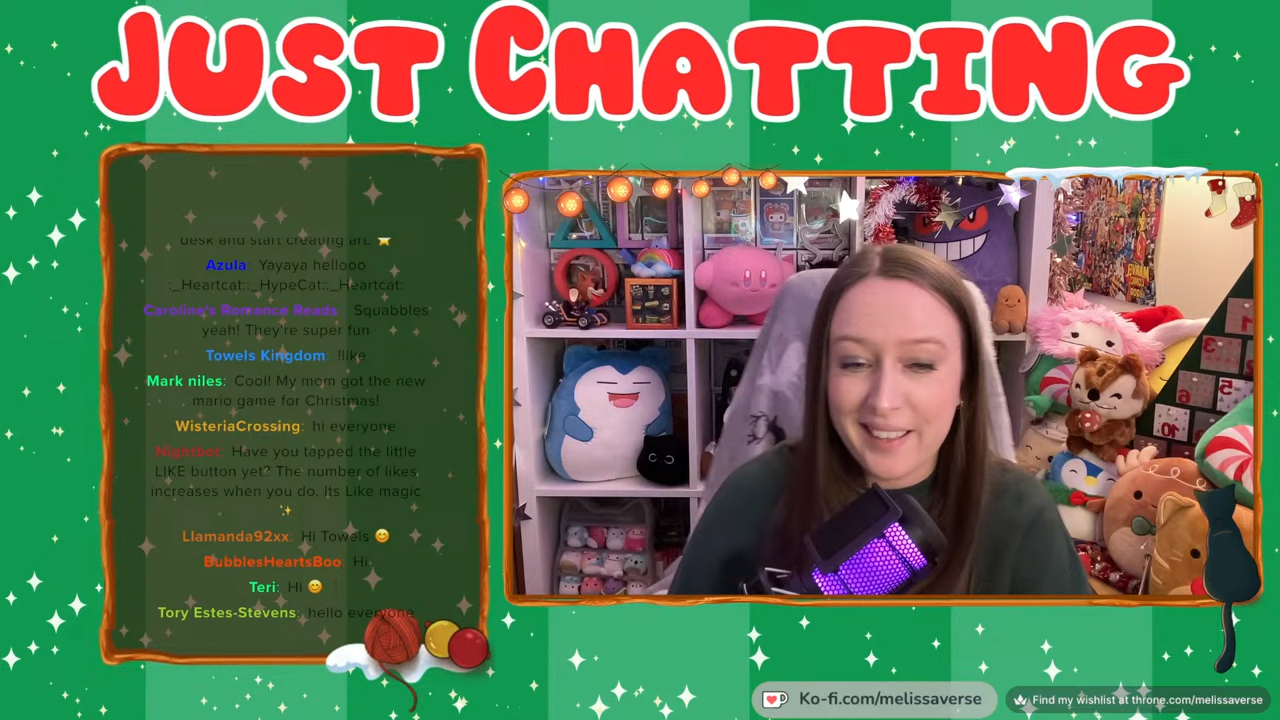 JUST CHATTING
desk and start creating art. ⭐
Azula: Yayaya hellooo
:_Heartcat::_HypeCat::_Heartcat:
Caroline's Romance Reads: Squabbles
yeah! They're super fun
Towels Kingdom: !like
Mark niles: Cool! My mom got the new
mario game for Christmas!
WisteriaCrossing: hi everyone
Nightbot: Have you tapped the little
LIKE button yet? The number of likes
increases when you do. Its Like magic
✨
Llamanda92xx: Hi Towels 😊
BubblesHeartsBoo: Hi
Teri: Hi 😊
Tory Estes-Stevens: hello everyone
Ko-fi.com/melissaverse
Find my wishlist at throne.com/melissaverse